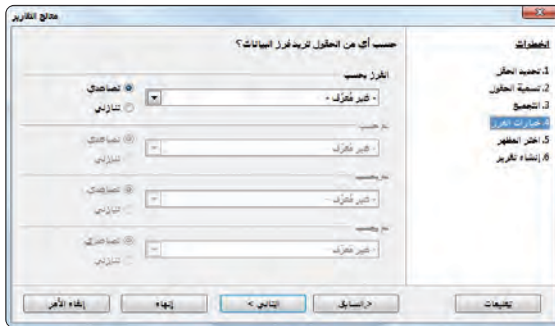 معالج التقارير
الخطوات
1. تحديد الحقل
2. تسمية الحقول
3. التجميع
4. خيارات الفرز
5. اختر المظهر
6. إنشاء تقرير
حسب أي من الحقول تريد فرز البيانات؟
الفرز بحسب
- غير مُعرّف -
تصاعدي
تنازلي
ثم بحسب
- غير مُعرّف -
تصاعدي
تنازلي
ثم بحسب
- غير مُعرّف -
تصاعدي
تنازلي
ثم بحسب
- غير مُعرّف -
تصاعدي
تنازلي
تعليمات
< السابق
التالي >
إنهاء
إلغاء الأمر